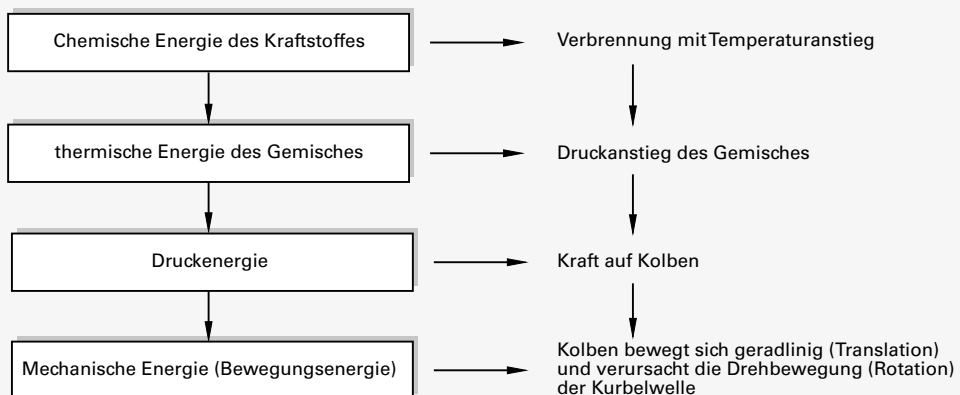 Chemische Energie des Kraftstoffes
Verbrennung mit Temperaturanstieg
thermische Energie des Gemisches
Druckanstieg des Gemisches
Druckenergie
Kraft auf Kolben
Mechanische Energie (Bewegungsenergie)
Kolben bewegt sich geradlinig (Translation)
und verursacht die Drehbewegung (Rotation)
der Kurbelwelle